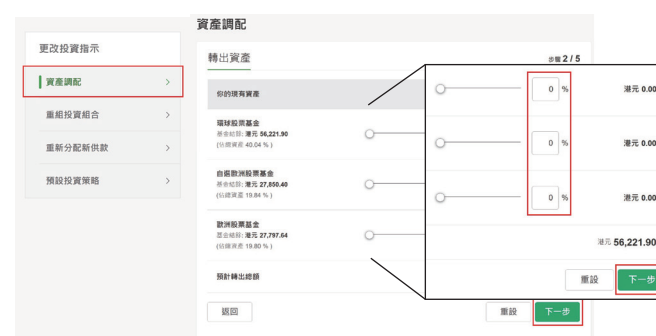 資產調配
更改投資指示
資產調配
重組投資組合
重新分配新供款
預設投資策略
轉出資產
步驟 2 / 5
你的現有資產
環球股票基金
基金結餘: 港元 56,221.90
(佔總資產 40.04 % )
自選歐洲股票基金
基金結餘: 港元 27,850.40
(佔總資產 19.84 % )
歐洲股票基金
基金結餘: 港元 27,797.64
(佔總資產 19.80 % )
預計轉出總額
返回
重設
下一步
0 %
港元 0.00
0 %
港元 0.00
0 %
港元 0.00
港元 56,221.90
重設
下一步